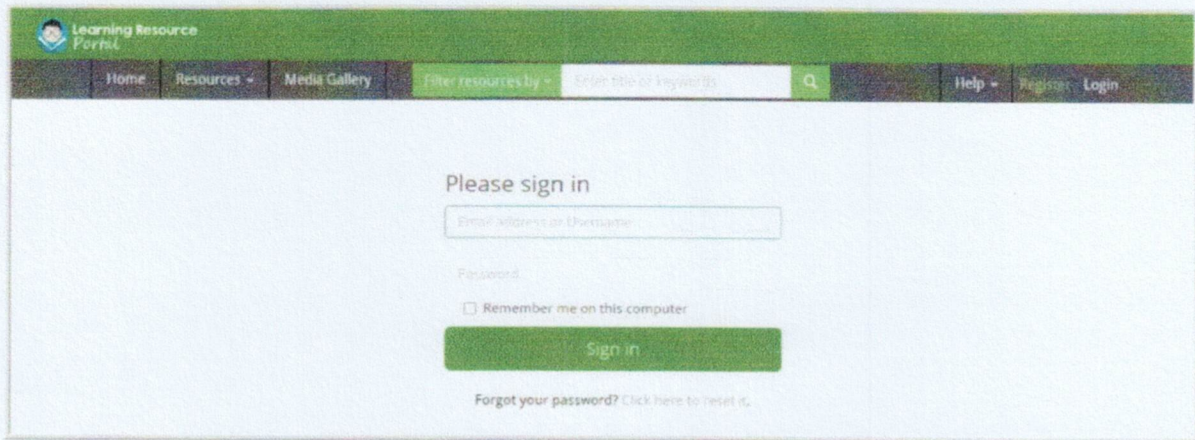 Learning Resource
Portal
Home Resources Media Gallery Filter resources by Enter title or keywords Help Register Login
Please sign in
Email address or Username
Password
Remember me on this computer
Sign in
Forgot your password? Click here to reset it.